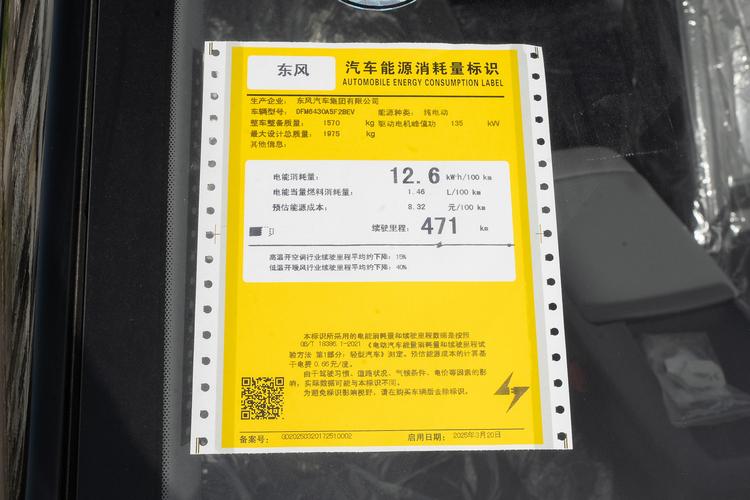 东风
汽车能源消耗量标识
AUTOMOBILE ENERGY CONSUMPTION LABEL
生产企业： 东风汽车集团有限公司
车辆型号： DFM6430A5F2BEV 能源种类： 纯电动
整车整备质量： 1570 kg 驱动电机峰值功 135 kW
最大设计总质量： 1975 kg
其他信息：
电能消耗量： 12.6 kW·h/100 km
电能当量燃料消耗量： 1.46 L/100 km
预估能源成本： 8.32 元/100 km
续驶里程： 471 km
高温开空调行业续驶里程平均约下降： 15%
低温开暖风行业续驶里程平均约下降： 40%
本标识所采用的电能消耗量和续驶里程数据是按照
GB/T 18386.1-2021 《电动汽车能量消耗量和续驶里程试
验方法 第1部分：轻型汽车》测定。预估能源成本的计算基
于电费 0.66元/度。
由于驾驶习惯、道路状况、气候条件、电价等因素的影
响，实际数据可能与本标识不同。
为避免标识影响视野，请在购买车辆后去除标识。
备案号： GD20250320172510002 启用日期： 2025年3月20日